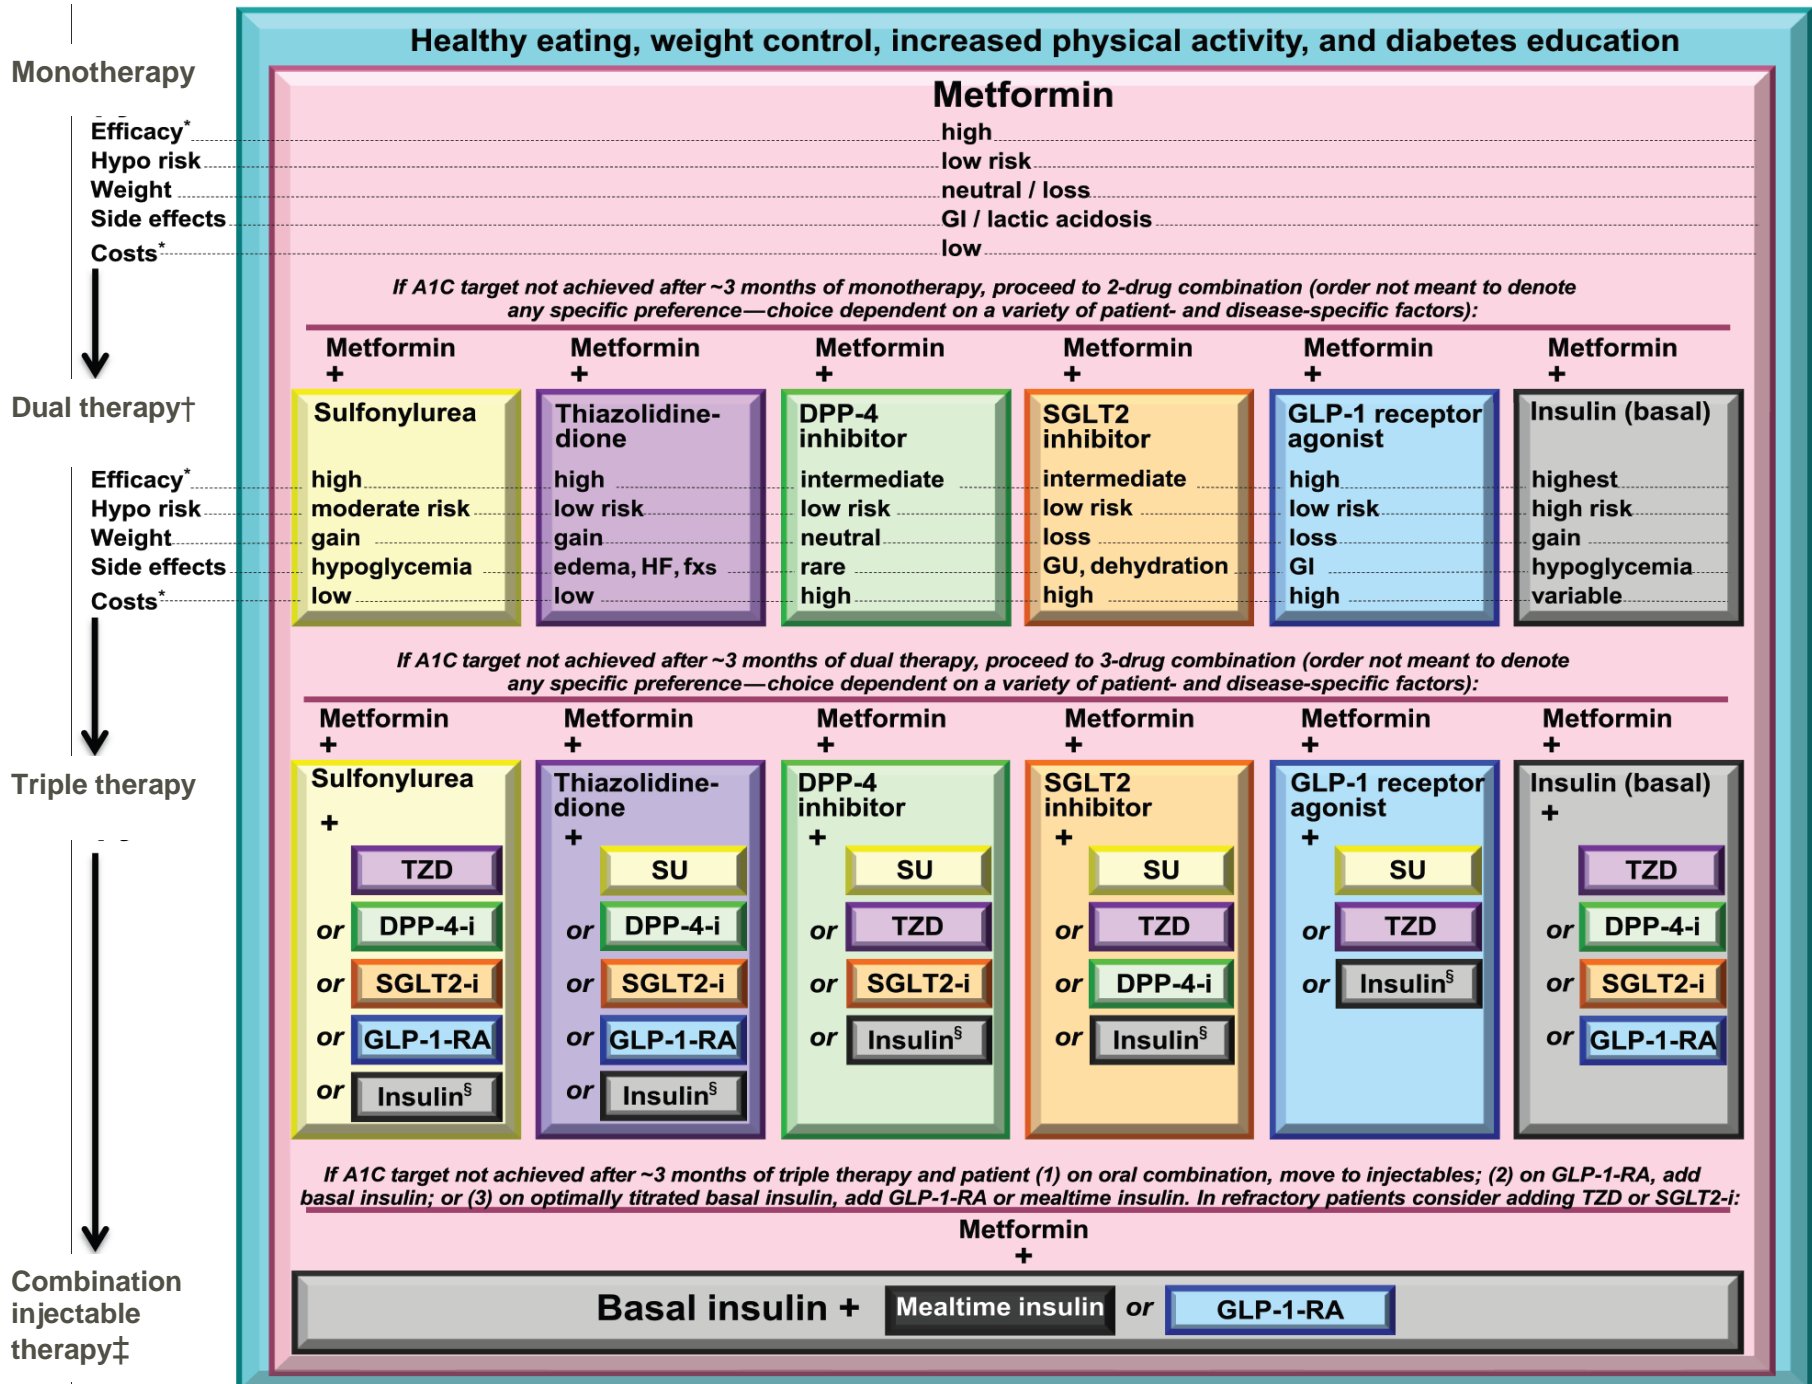 Healthy eating, weight control, increased physical activity, and diabetes education
Monotherapy
Metformin
Efficacy* high
Hypo risk low risk
Weight neutral / loss
Side effects GI / lactic acidosis
Costs* low
If A1C target not achieved after ~3 months of monotherapy, proceed to 2-drug combination (order not meant to denote
any specific preference—choice dependent on a variety of patient- and disease-specific factors):
Metformin Metformin Metformin Metformin Metformin Metformin
+ + + + + +
Dual therapy†
Sulfonylurea Thiazolidine- DPP-4 SGLT2 GLP-1 receptor Insulin (basal)
dione inhibitor inhibitor agonist
Efficacy* high high intermediate intermediate high highest
Hypo risk moderate risk low risk low risk low risk low risk high risk
Weight gain gain neutral loss loss gain
Side effects hypoglycemia edema, HF, fxs rare GU, dehydration GI hypoglycemia
Costs* low low high high high variable
If A1C target not achieved after ~3 months of dual therapy, proceed to 3-drug combination (order not meant to denote
any specific preference—choice dependent on a variety of patient- and disease-specific factors):
Metformin Metformin Metformin Metformin Metformin Metformin
+ + + + + +
Triple therapy
Sulfonylurea Thiazolidine- DPP-4 SGLT2 GLP-1 receptor Insulin (basal)
dione inhibitor inhibitor agonist
+ + + + + +
TZD SU SU SU SU TZD
or DPP-4-i or DPP-4-i or TZD or TZD or TZD or DPP-4-i
or SGLT2-i or SGLT2-i or SGLT2-i or DPP-4-i or Insulin§ or SGLT2-i
or GLP-1-RA or GLP-1-RA or Insulin§ or Insulin§ or GLP-1-RA
or Insulin§ or Insulin§
If A1C target not achieved after ~3 months of triple therapy and patient (1) on oral combination, move to injectables; (2) on GLP-1-RA, add
basal insulin; or (3) on optimally titrated basal insulin, add GLP-1-RA or mealtime insulin. In refractory patients consider adding TZD or SGLT2-i:
Metformin
+
Combination
injectable
therapy‡
Basal insulin + Mealtime insulin or GLP-1-RA